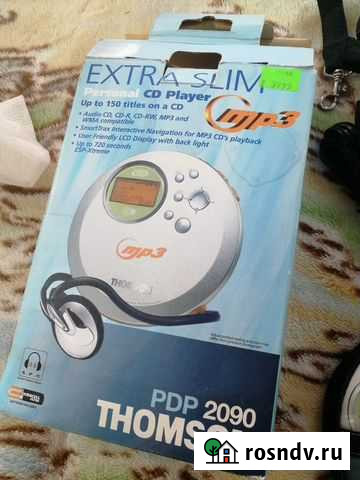 EXTRA SLIM
Personal CD Player
Up to 150 titles on a CD
mp3
• Audio CD, CD-R, CD-RW, MP3 and
WMA compatible
• SmartTrax Interactive Navigation for MP3 CD's playback
• User Friendly LCD Display with back light
• Up to 720 seconds
ESP-Xtreme
mp3
THOMSON
PDP 2090
THOMSON
rosndv.ru